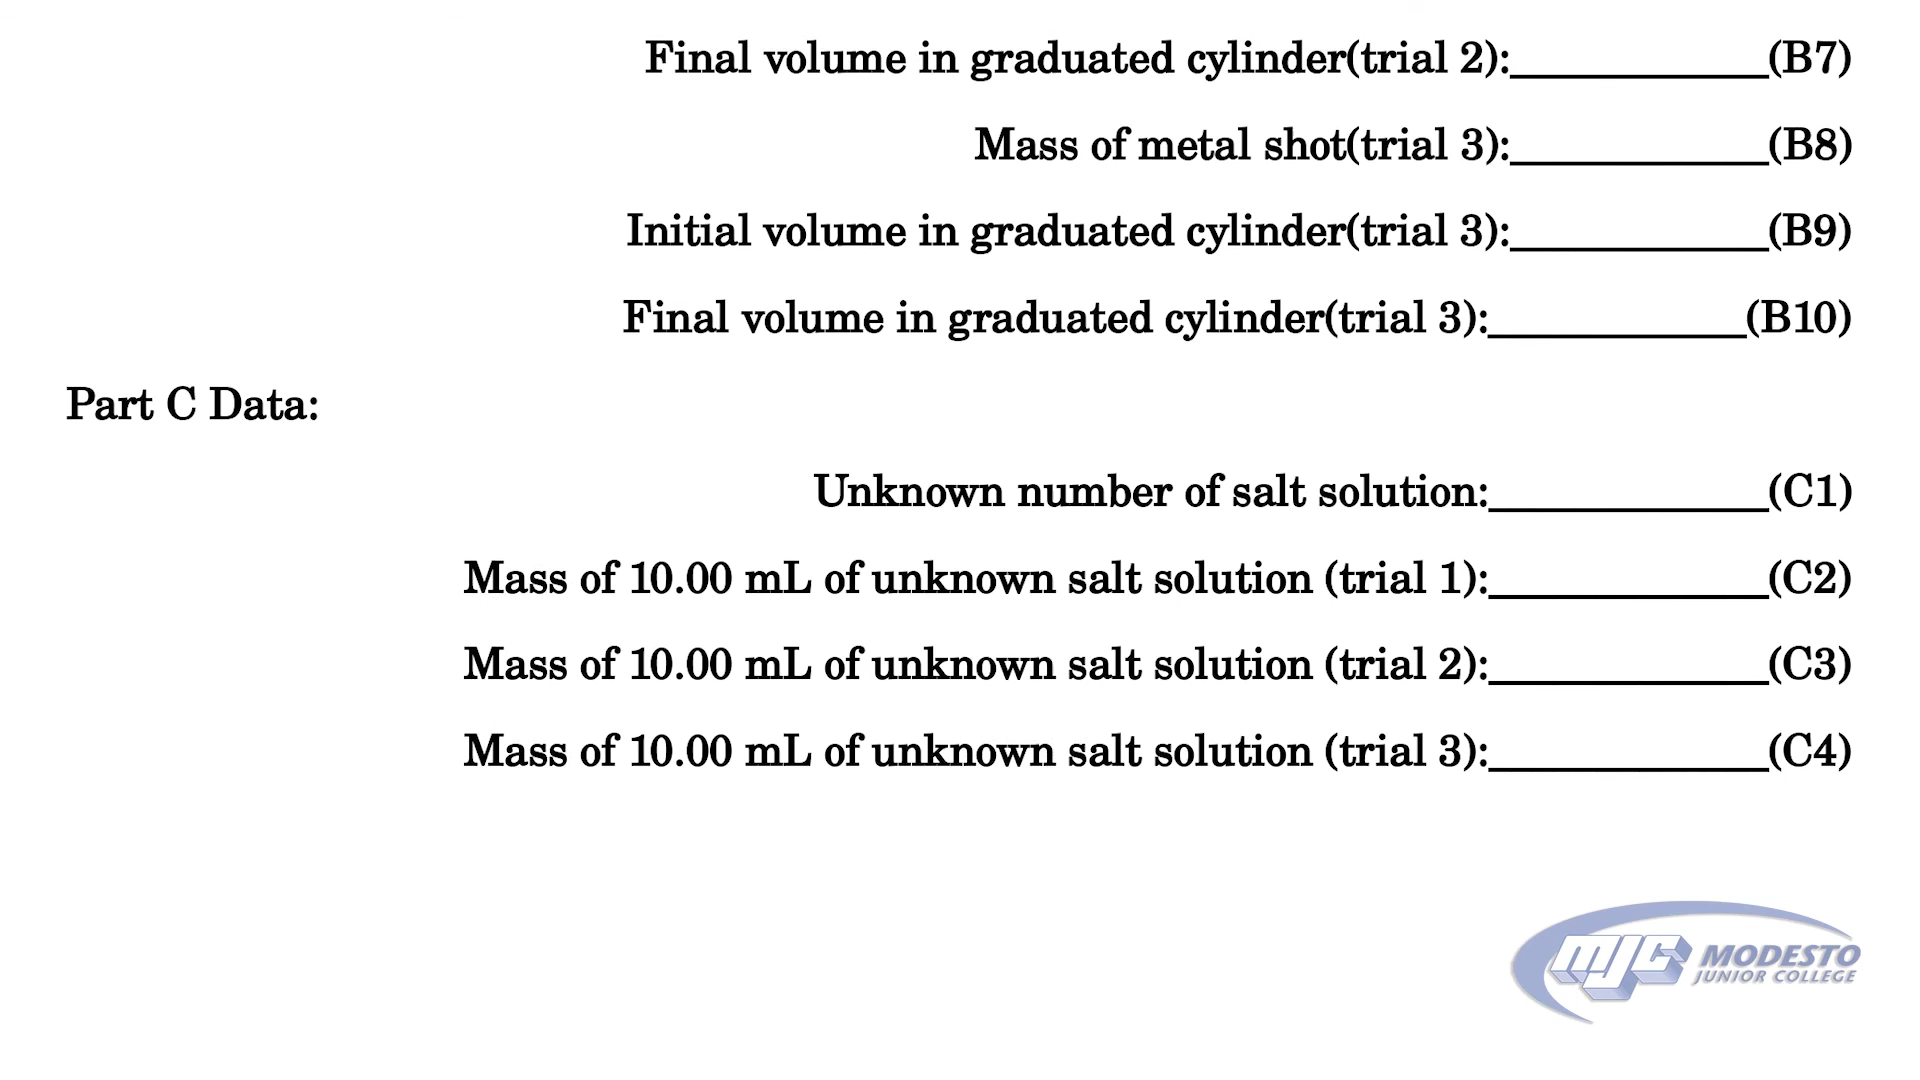 Final volume in graduated cylinder(trial 2):____________(B7)
Mass of metal shot(trial 3):____________(B8)
Initial volume in graduated cylinder(trial 3):____________(B9)
Final volume in graduated cylinder(trial 3):____________(B10)
Part C Data:
Unknown number of salt solution:_____________(C1)
Mass of 10.00 mL of unknown salt solution (trial 1):_____________(C2)
Mass of 10.00 mL of unknown salt solution (trial 2):_____________(C3)
Mass of 10.00 mL of unknown salt solution (trial 3):_____________(C4)
MJC MODESTO
JUNIOR COLLEGE